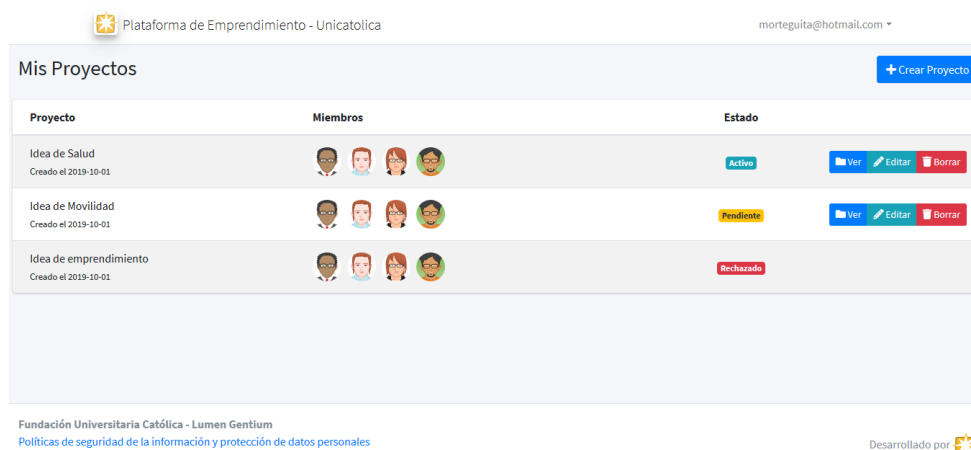 Plataforma de Emprendimiento - Unicatolica
morteguita@hotmail.com
Mis Proyectos
Crear Proyecto
Proyecto Miembros Estado
Idea de Salud
Creado el 2019-10-01
Activo
Ver Editar Borrar
Idea de Movilidad
Creado el 2019-10-01
Pendiente
Ver Editar Borrar
Idea de emprendimiento
Creado el 2019-10-01
Rechazado
Fundación Universitaria Católica - Lumen Gentium
Políticas de seguridad de la información y protección de datos personales
Desarrollado por